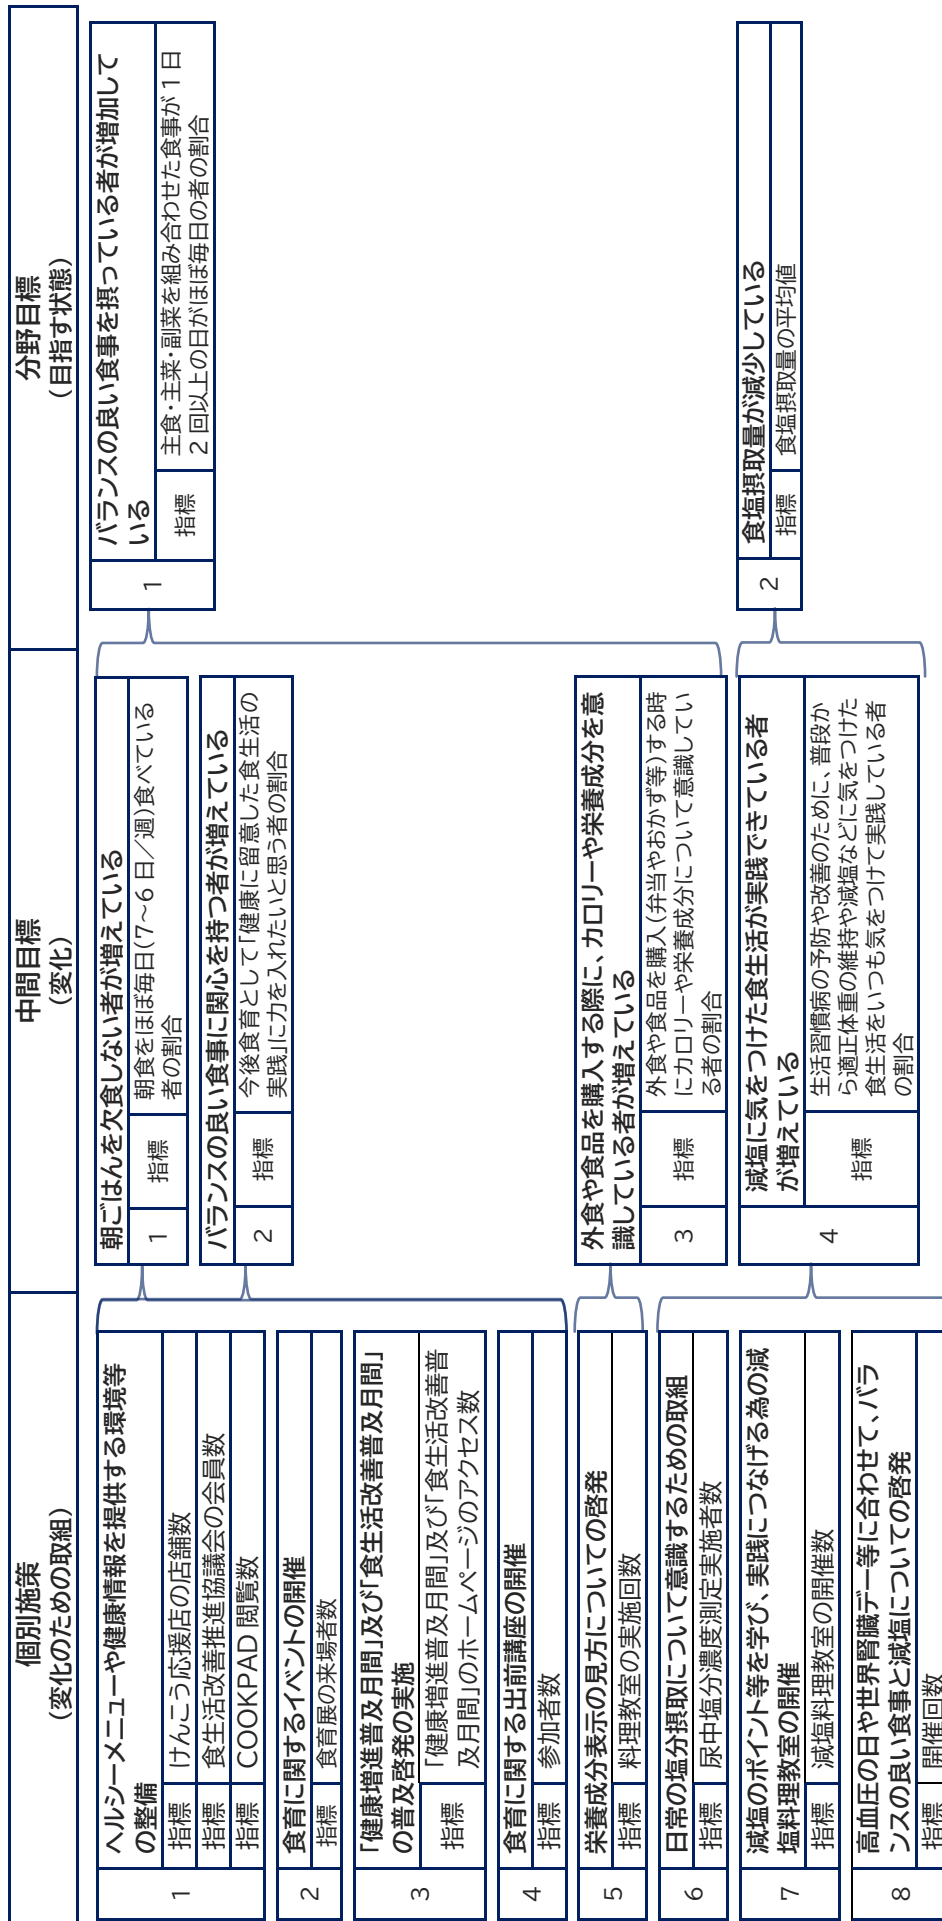 個別施策
(変化のための取組)
中間目標
(変化)
分野目標
(目指す状態)
1
ヘルシーメニューや健康情報を提供する環境等
の整備
指標
けんこう応援店の店舗数
指標
食生活改善推進協議会の会員数
指標
COOKPAD 閲覧数
2
食育に関するイベントの開催
指標
食育展の来場者数
3
「健康増進普及月間」及び「食生活改善普及月間」
の普及啓発の実施
指標
「健康増進普及月間」及び「食生活改善普
及月間」のホームページのアクセス数
4
食育に関する出前講座の開催
指標
参加者数
5
栄養成分表示の見方についての啓発
指標
料理教室の実施回数
6
日常の塩分摂取について意識するための取組
指標
尿中塩分濃度測定実施者数
7
減塩のポイント等を学び、実践につなげる為の減
塩料理教室の開催
指標
減塩料理教室の開催数
8
高血圧の日や世界腎臓デー等に合わせて、バラ
ンスの良い食事と減塩についての啓発
指標
開催回数
朝ごはんを欠食しない者が増えている
1
指標
朝食をほぼ毎日(7~6 日/週)食べている
者の割合
バランスの良い食事に関心を持つ者が増えている
2
指標
今後食育として「健康に留意した食生活の
実践」に力を入れたいと思う者の割合
外食や食品を購入する際に、カロリーや栄養成分を意
識している者が増えている
3
指標
外食や食品を購入(弁当やおかず等)する時
にカロリーや栄養成分について意識してい
る者の割合
4
減塩に気をつけた食生活が実践できている者
が増えている
指標
生活習慣病の予防や改善のために、普段か
ら適正体重の維持や減塩などに気をつけた
食生活をいつも気をつけて実践している者
の割合
1
バランスの良い食事を摂っている者が増加して
いる
指標
主食・主菜・副菜を組み合わせた食事が 1 日
2 回以上の日がほぼ毎日の者の割合
2
食塩摂取量が減少している
指標
食塩摂取量の平均値